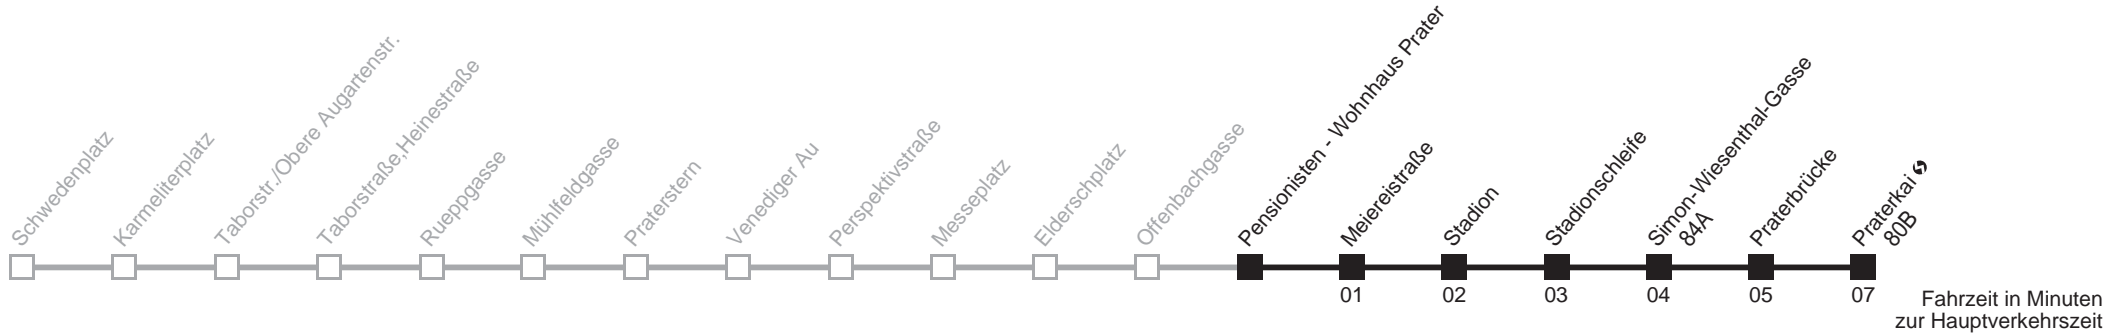 Schwedenplatz
Karmeliterplatz
Taborstr./Obere Augartenstr.
Taborstraße,Heinestraße
Rueppgasse
Mühlfeldgasse
Praterstern
Venediger Au
Perspektivstraße
Messeplatz
Elderschplatz
Offenbachgasse
Pensionisten - Wohnhaus Prater
Meiereistraße
Stadion
Stadionschleife
Simon-Wiesenthal-Gasse
84A
Praterbrücke
Praterkai
80B
01
02
03
04
05
07
Fahrzeit in Minuten
zur Hauptverkehrszeit